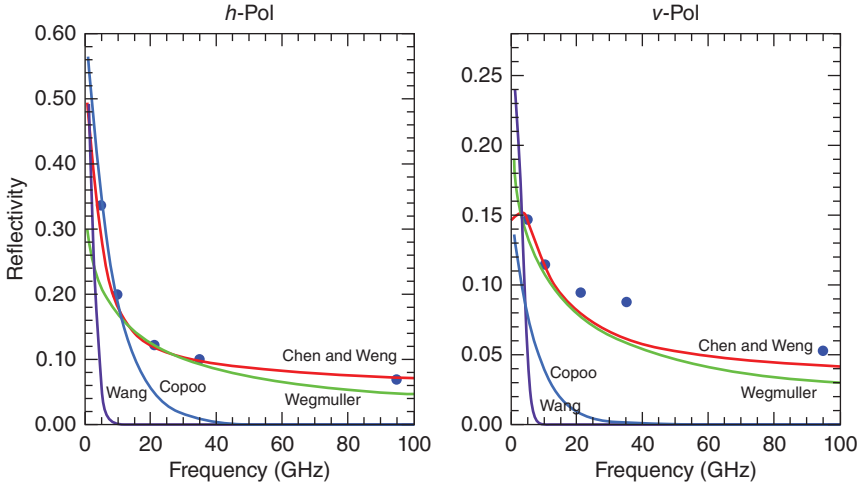 h-Pol
0.60
0.50
0.40
0.30
0.20
0.10
0.00
Reflectivity
Chen and Weng
Copoo
Wang
Wegmuller
0 20 40 60 80 100
Frequency (GHz)
v-Pol
0.25
0.20
0.15
0.10
0.05
0.00
Chen and Weng
Copoo
Wegmuller
Wang
0 20 40 60 80 100
Frequency (GHz)